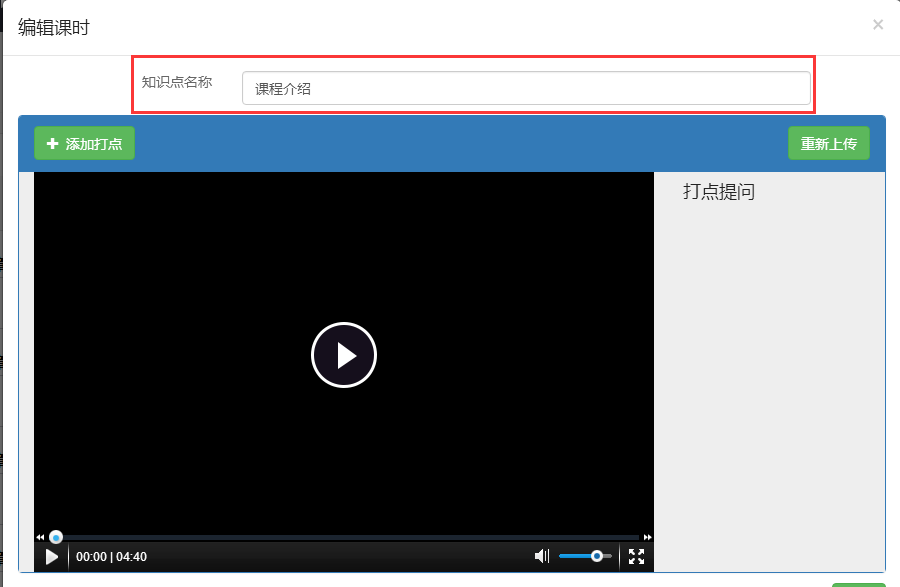 编辑课时
×
知识点名称
课程介绍
添加打点
重新上传
打点提问
00:00 | 04:40